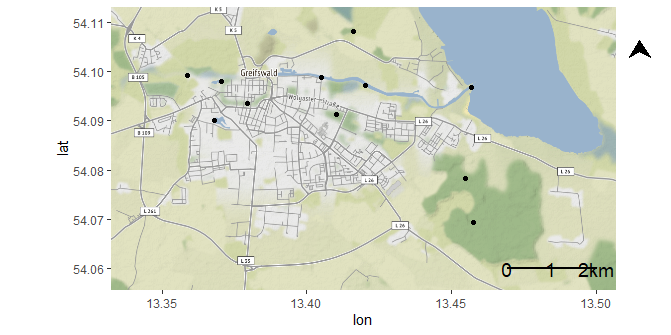 54.11
54.10
54.09
54.08
54.07
54.06
lat
K 5
K 4
K 5
B 105
Greifswald
Wolgaster Straße
B 109
L 26
L 26
L 26
L 26
L 261
L 26
L 35
0 1 2km
13.35 13.40 13.45 13.50
lon